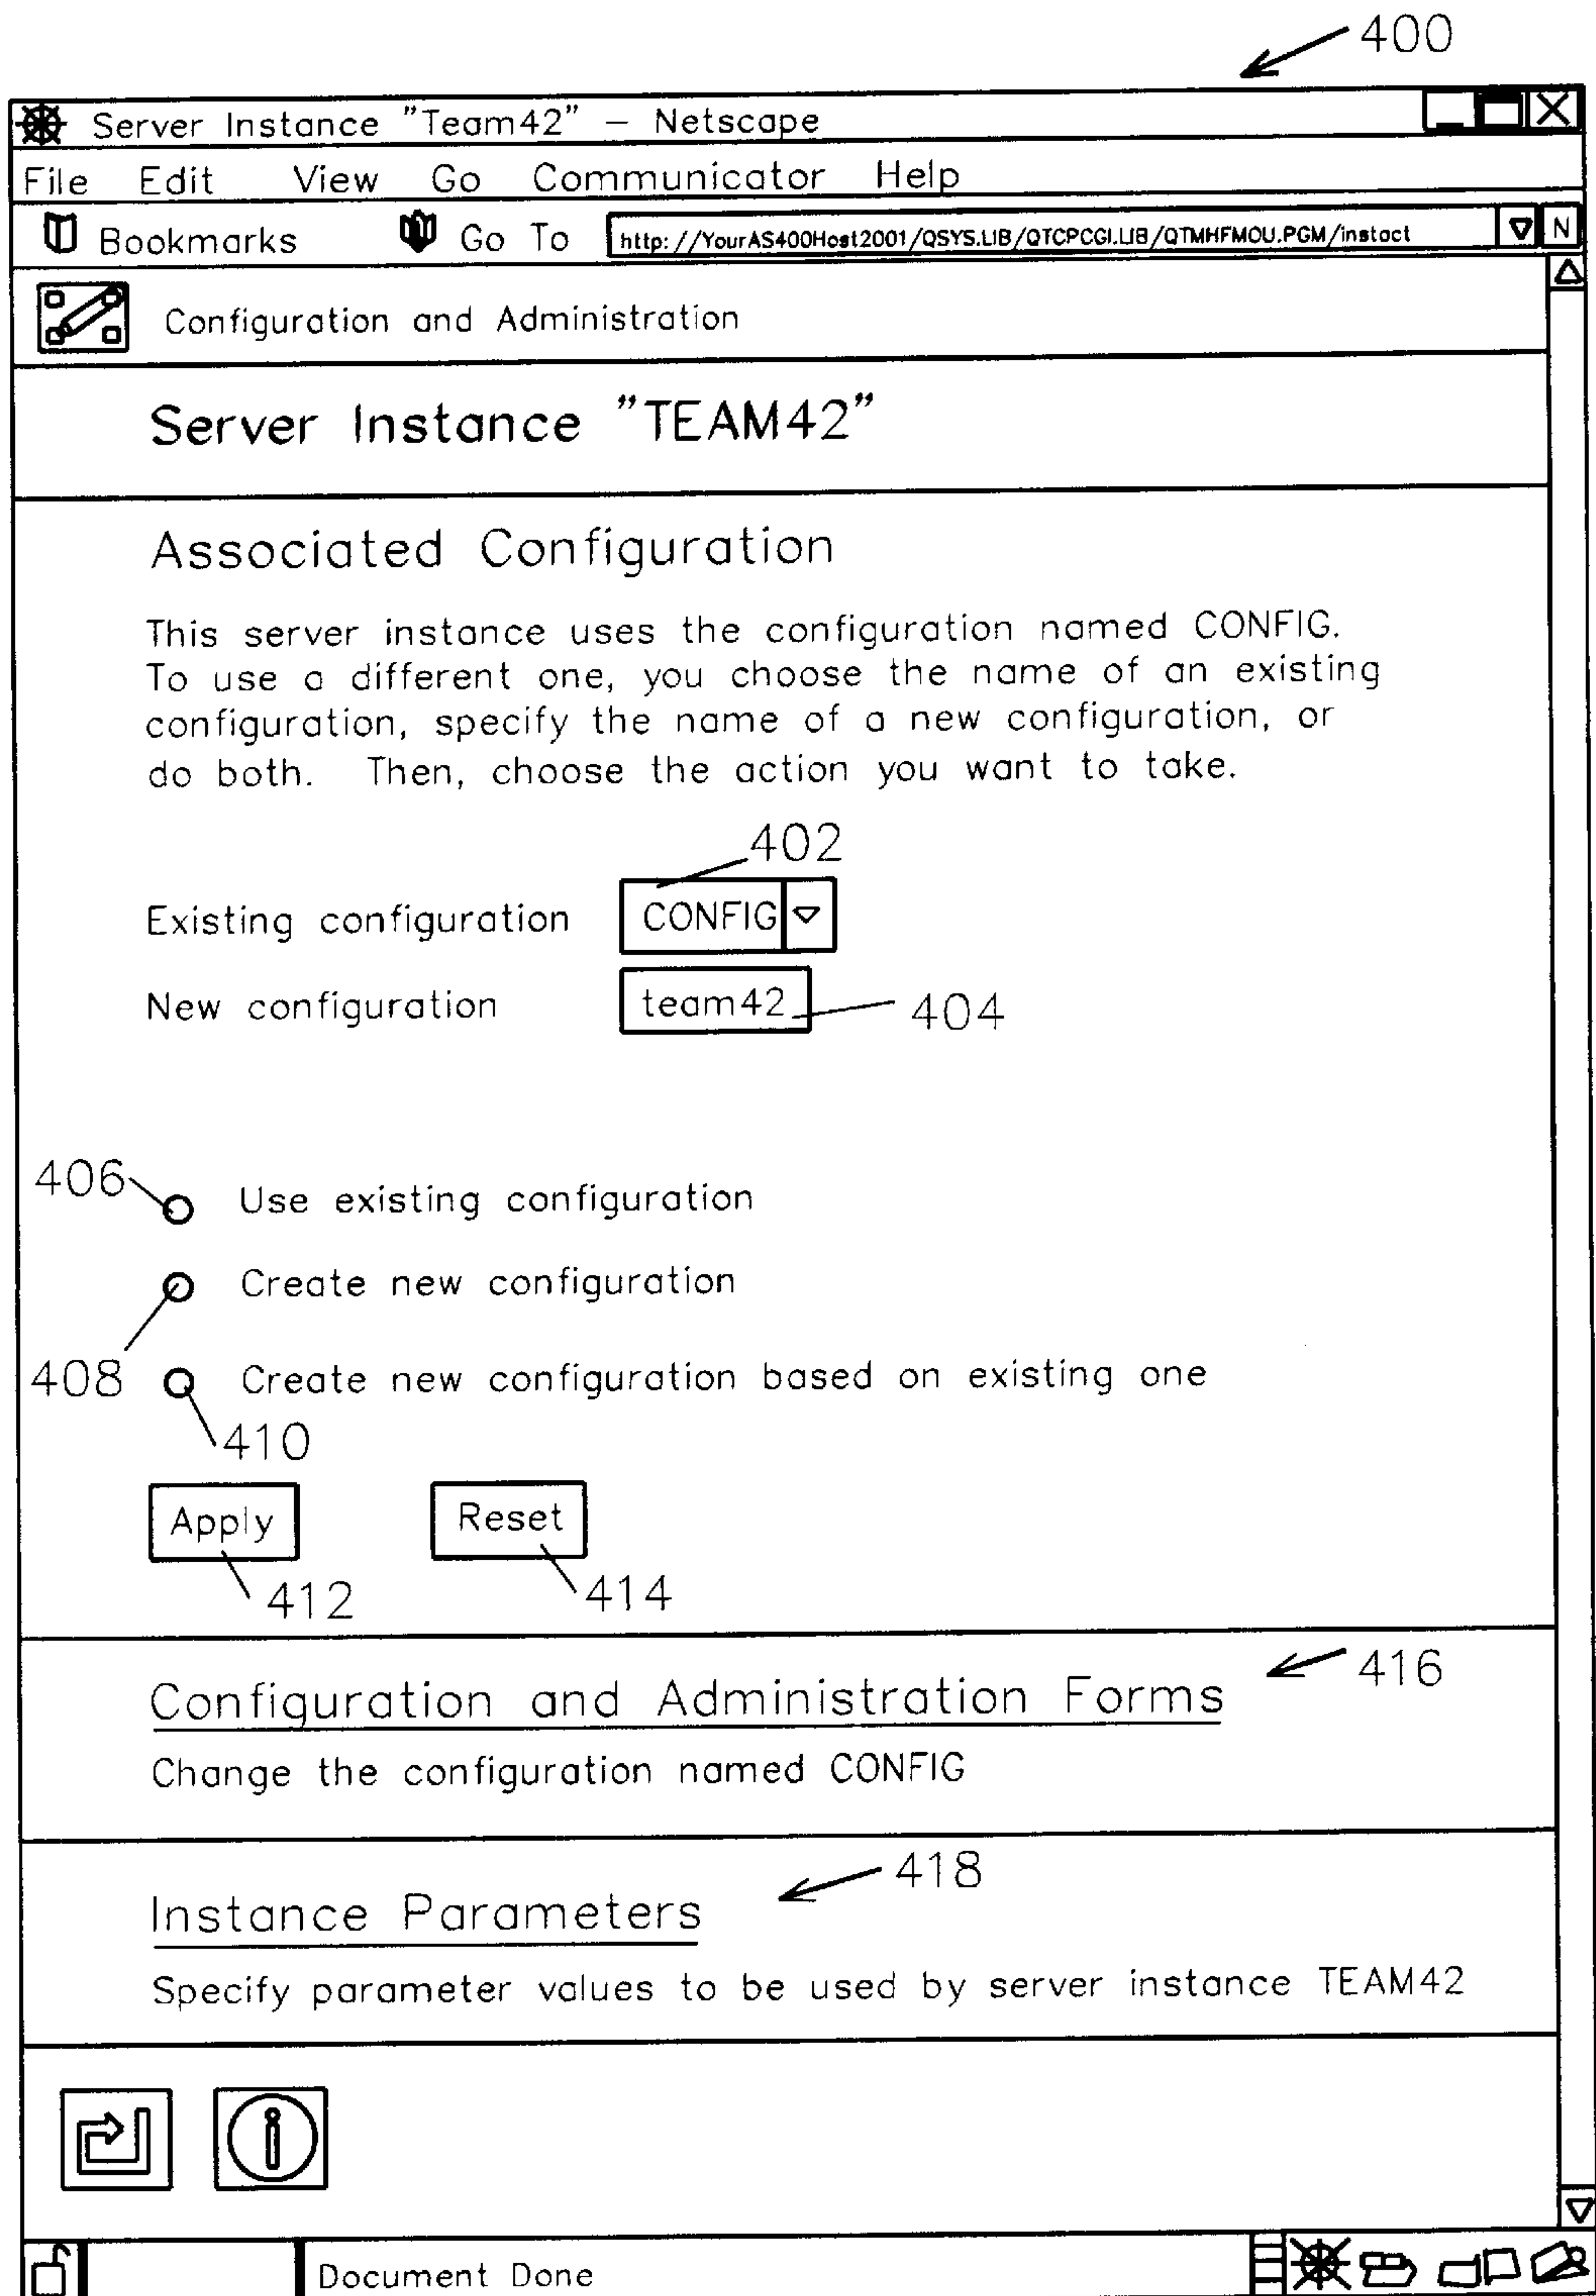 400
Server Instance "Team42" — Netscape
File Edit View Go Communicator Help
Bookmarks Go To http://YourAS400Host2001/QSYS.LIB/QTCPCGI.LIB/QTMHFMOU.PGM/instact N
Configuration and Administration
Server Instance "TEAM42"
Associated Configuration
This server instance uses the configuration named CONFIG.
To use a different one, you choose the name of an existing
configuration, specify the name of a new configuration, or
do both. Then, choose the action you want to take.
402
Existing configuration CONFIG
New configuration team42 404
406 Use existing configuration
Create new configuration
408 Create new configuration based on existing one
410
Apply Reset
412 414
Configuration and Administration Forms 416
Change the configuration named CONFIG
418
Instance Parameters
Specify parameter values to be used by server instance TEAM42
Document Done